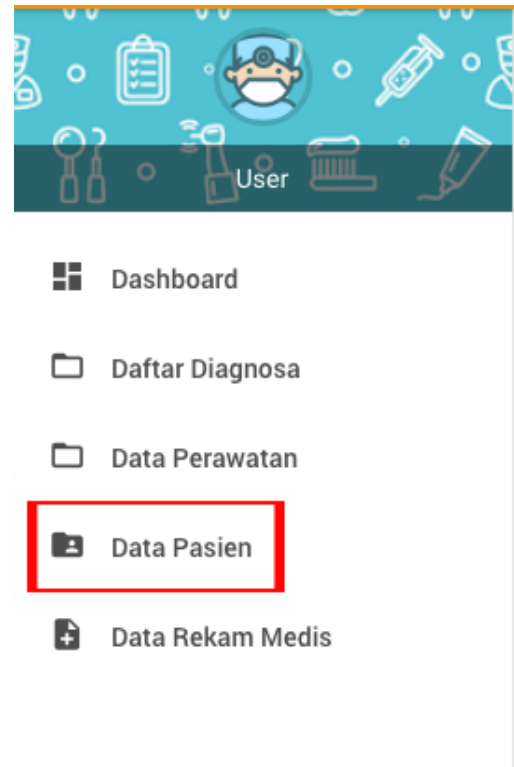 User
Dashboard
Daftar Diagnosa
Data Perawatan
Data Pasien
Data Rekam Medis